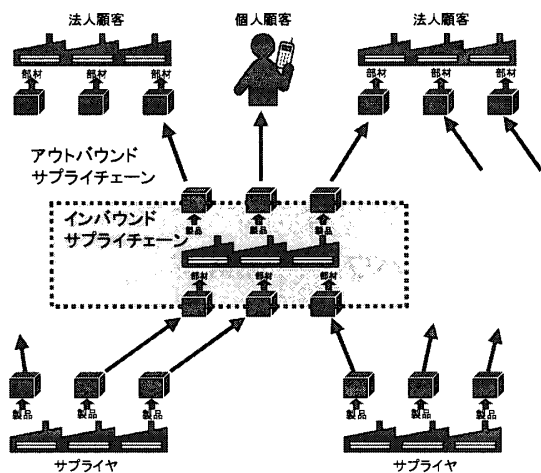 法人顧客
個人顧客
法人顧客
部材
部材
部材
部材
部材
部材
アウトバウンド
サプライチェーン
インバウンド
サプライチェーン
製品
製品
製品
部材
部材
部材
製品
製品
製品
製品
製品
製品
サプライヤ
サプライヤ